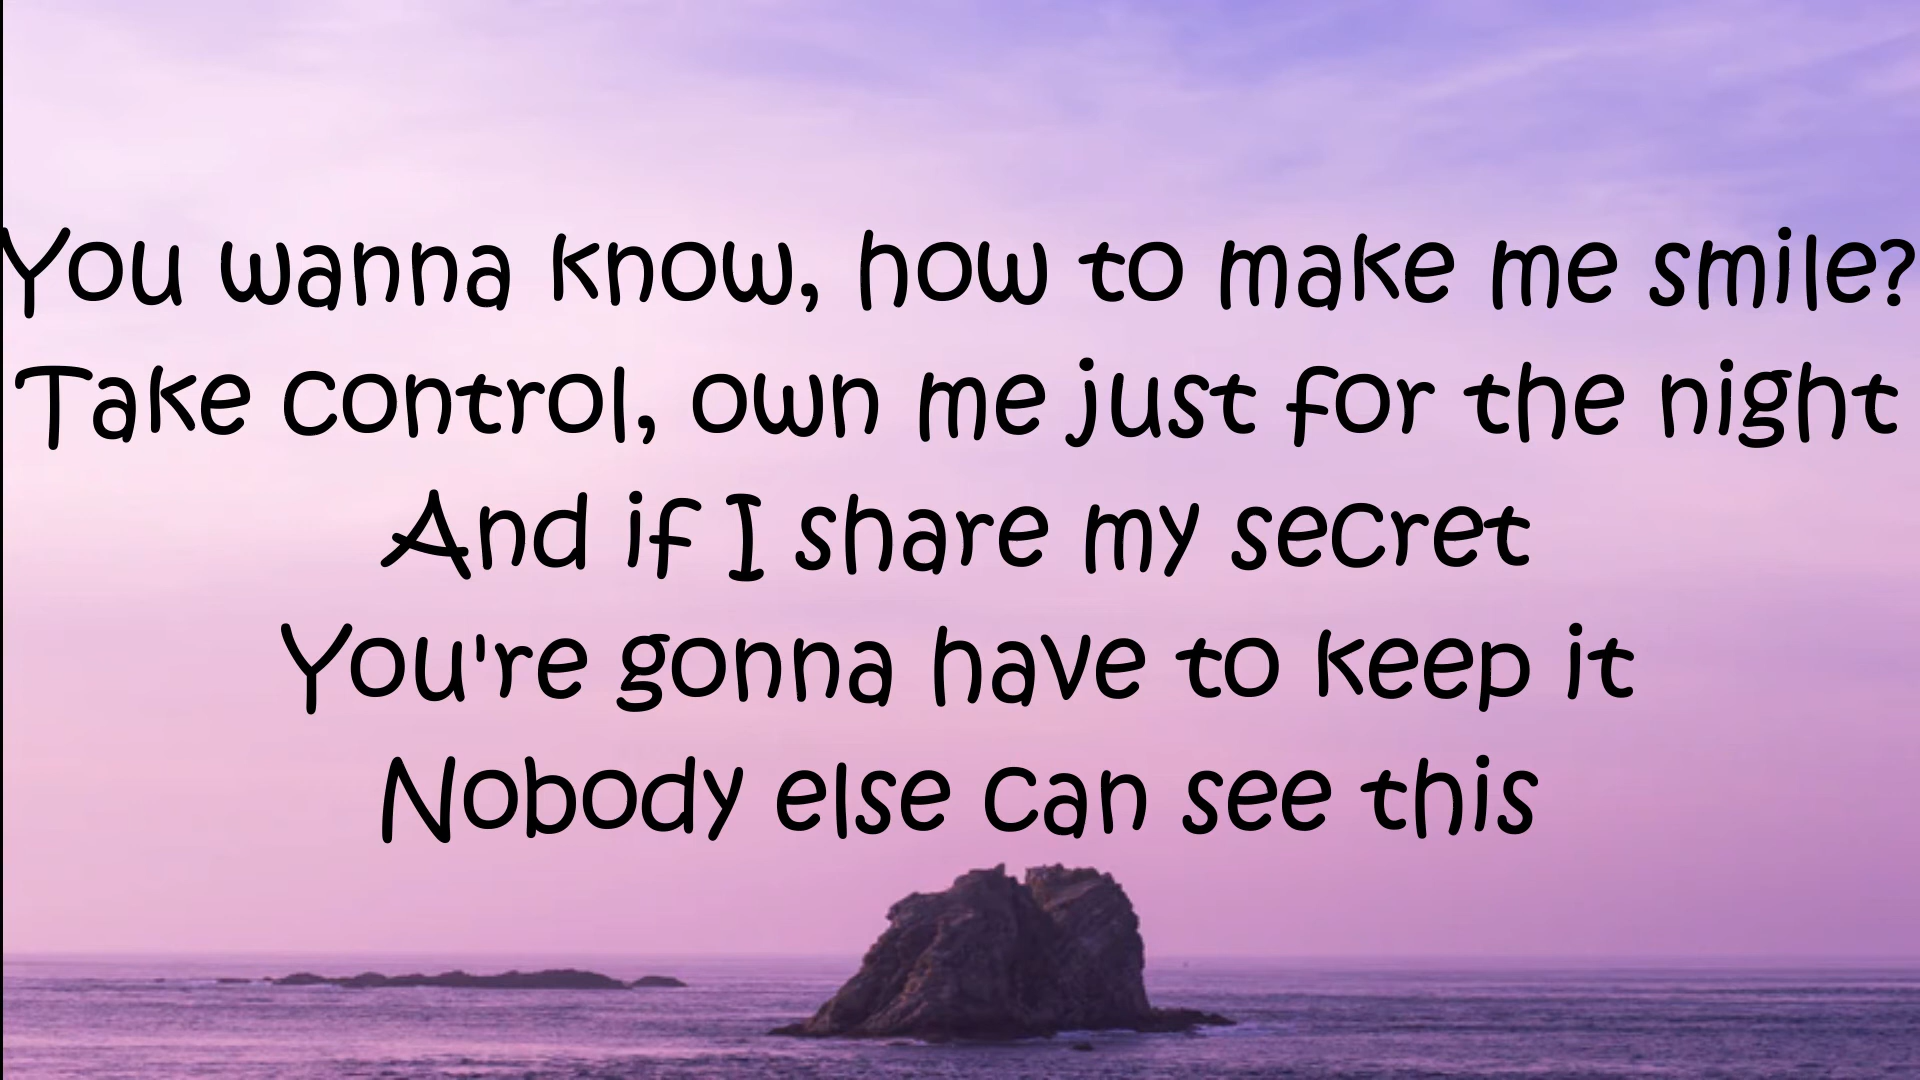 You wanna know, how to make me smile?
Take control, own me just for the night
And if I share my secret
You're gonna have to keep it
Nobody else can see this